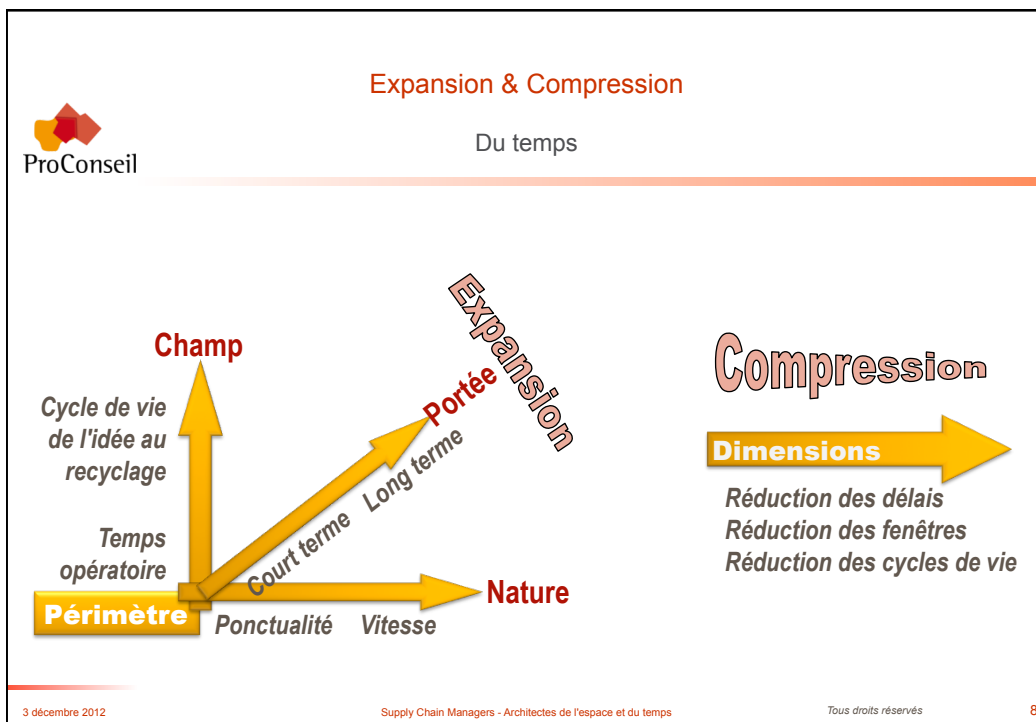 Expansion & Compression
Du temps
ProConseil
Expansion
Compression
Champ
Portée
Cycle de vie
de l'idée au
recyclage
Long terme
Court terme
Temps
opératoire
Périmètre
Nature
Ponctualité Vitesse
Dimensions
Réduction des délais
Réduction des fenêtres
Réduction des cycles de vie
3 décembre 2012
Supply Chain Managers - Architectes de l'espace et du temps
Tous droits réservés
8